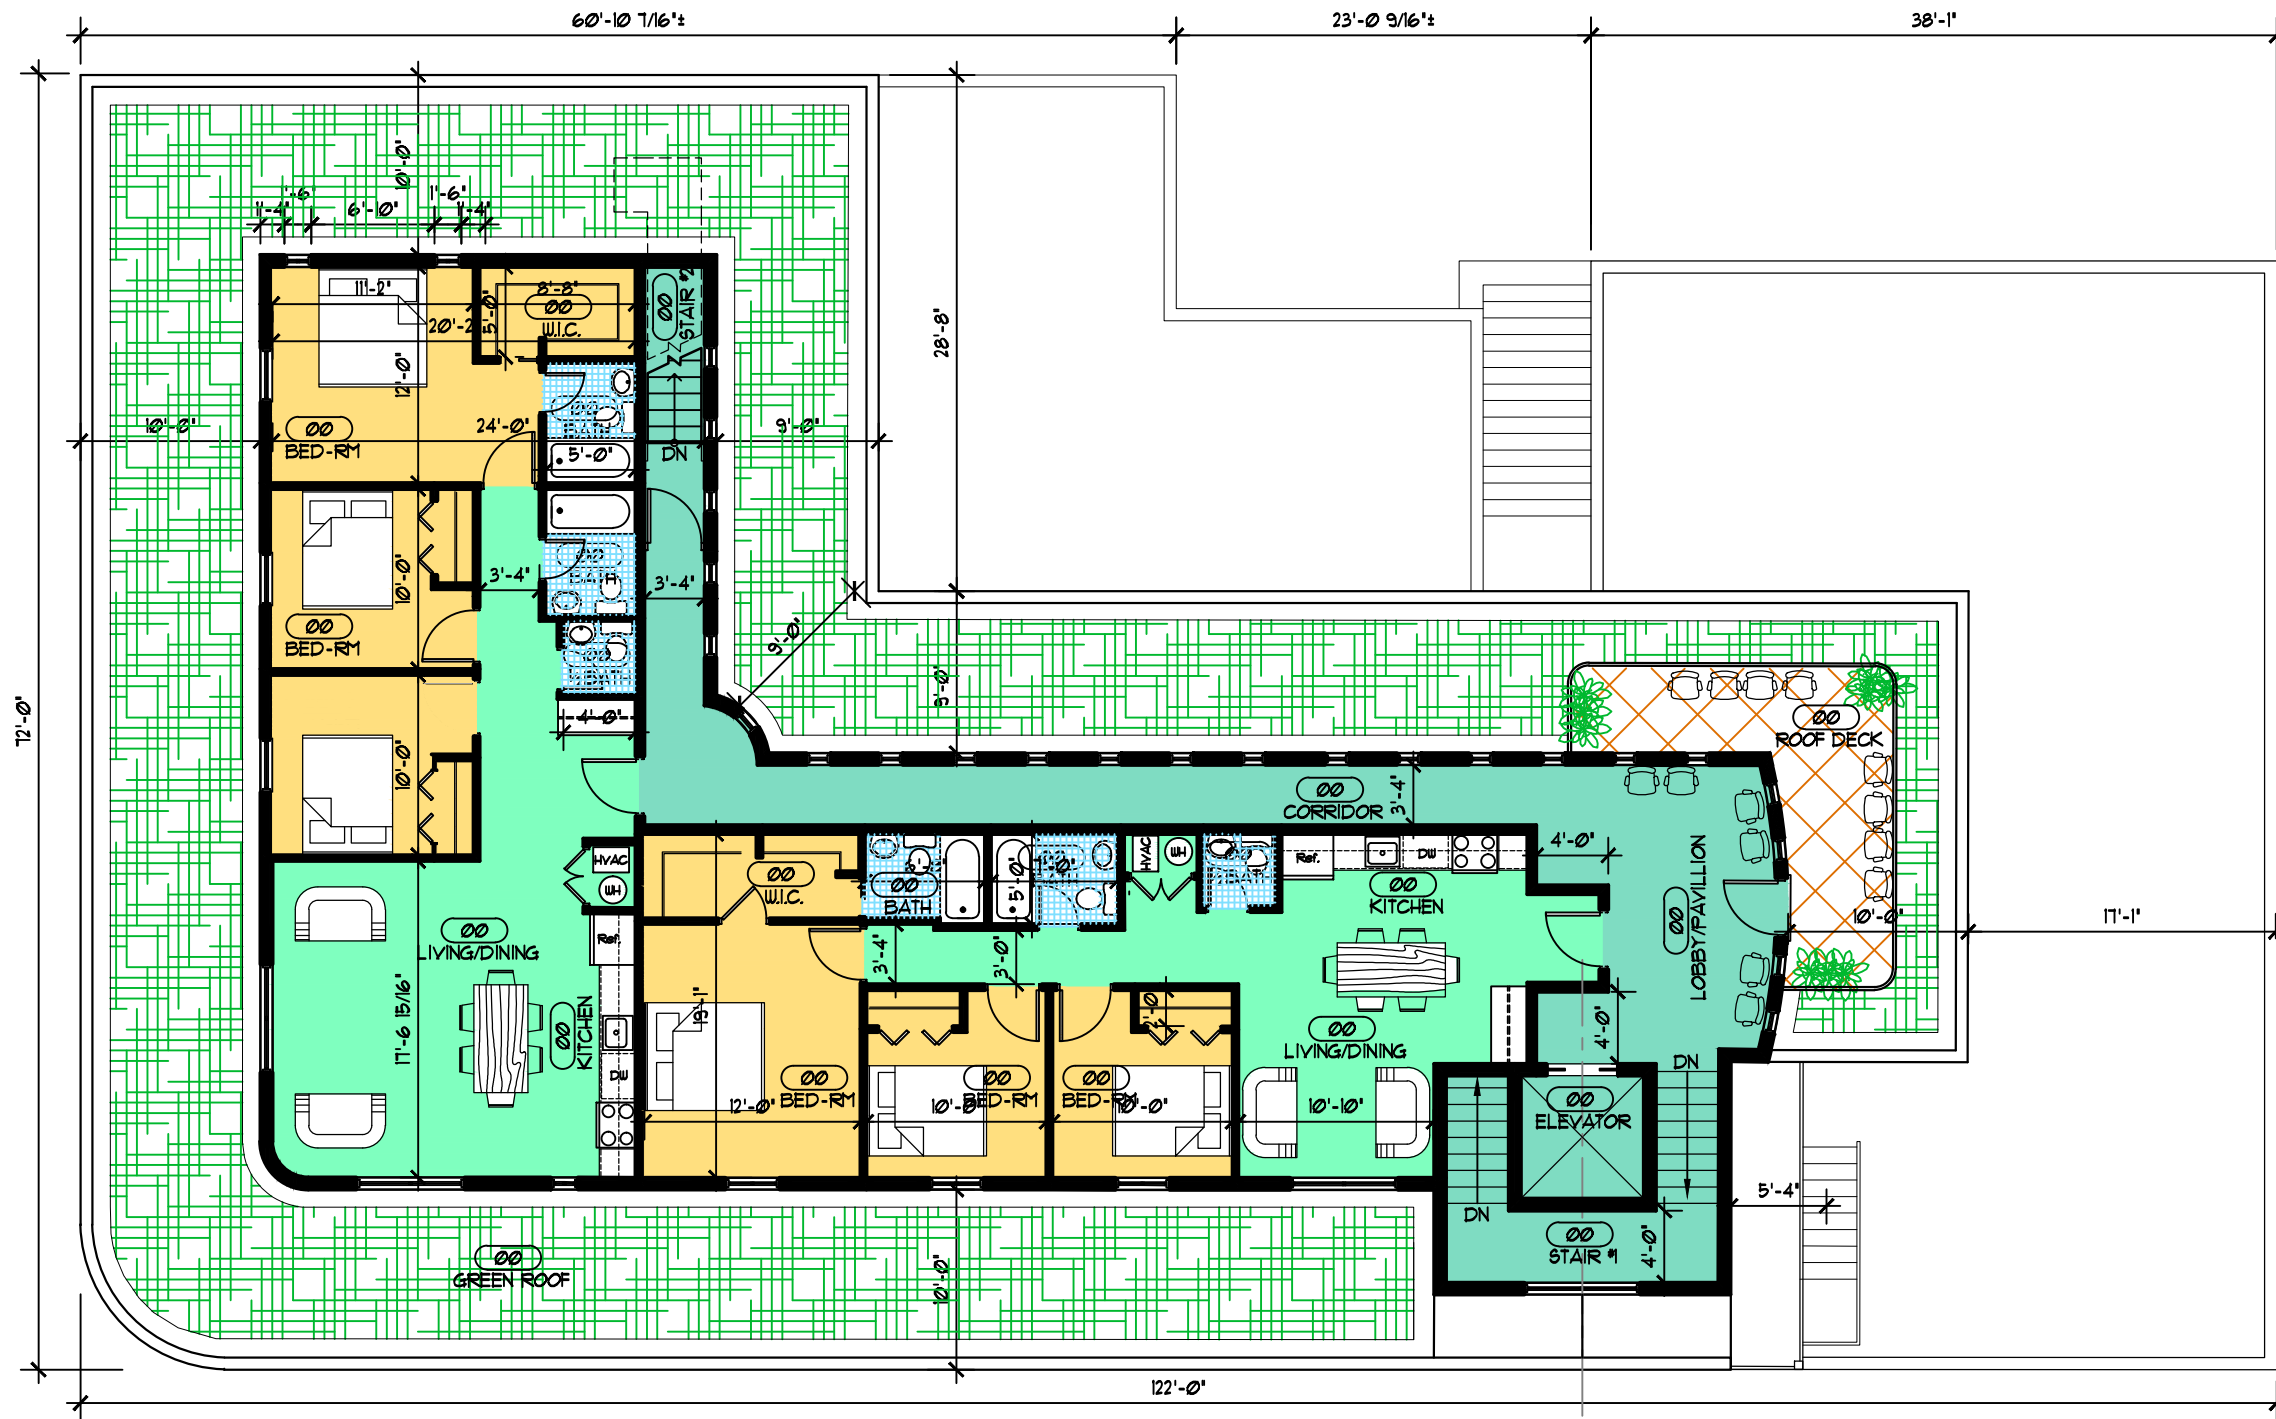 60'-10 7/16"±
23'-0 9/16"±
38'-1"
10'-0"
1'-6"
1'-6"
1'-4"
6'-10"
1'-4"
11'-2"
8'-8"
00
W.I.C.
5'-0"
20'-2
00
STAIR #2
28'-8"
12'-0"
10'-0"
00
BED-RM
24'-0"
5'-0"
DN
9'-0"
10'-0"
3'-4"
3'-4"
00
BED-RM
9'-0"
9'-0"
72'-0"
4'-0"
10'-0"
00
ROOF DECK
00
CORRIDOR
3'-4"
4'-0"
HVAC
WH
00
W.I.C.
00
BATH
5'-0"
HVAC
WH
Ref.
DW
00
KITCHEN
00
LOBBY/PAVILLION
10'-0"
17'-1"
00
LIVING/DINING
Ref.
3'-4"
3'-0"
17'-6 15/16"
00
KITCHEN
DW
19'-1"
00
LIVING/DINING
4'-0"
DN
00
BED-RM
12'-0"
00
BED-RM
10'-0"
00
10'-0"
10'-10"
00
ELEVATOR
5'-4"
DN
00
STAIR #1
4'-0"
00
GREEN ROOF
10'-0"
122'-0"